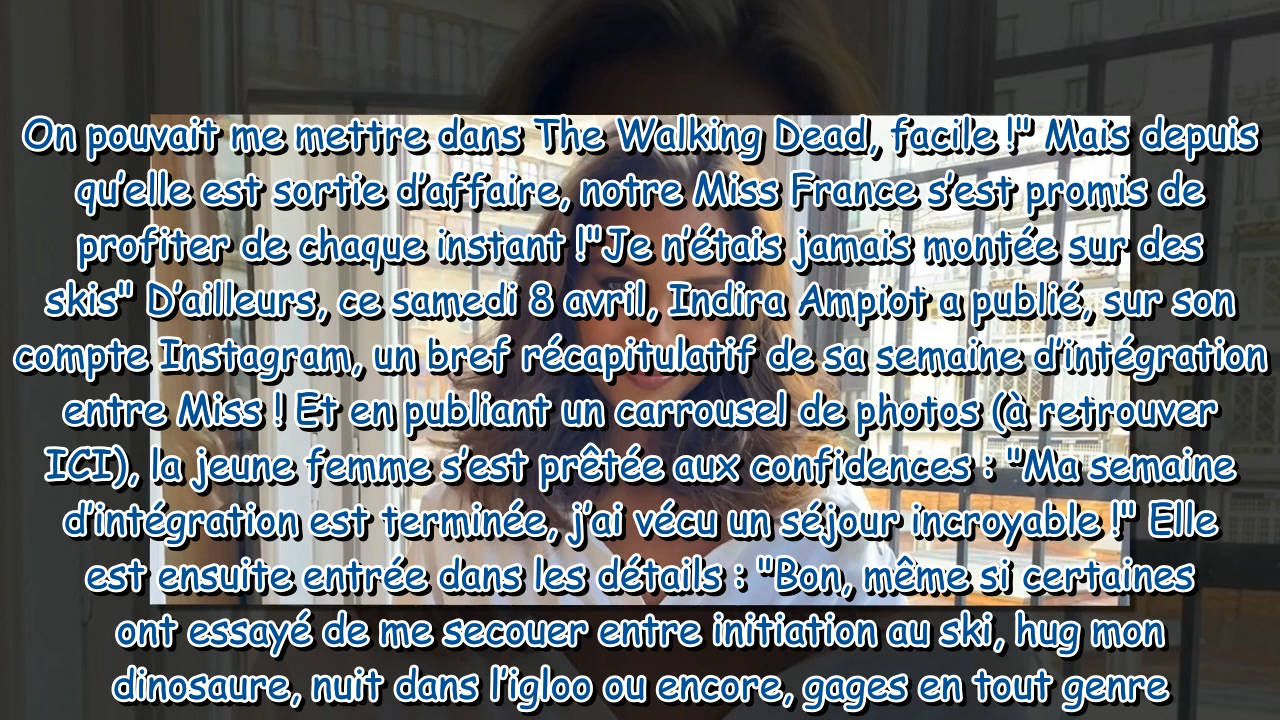 On pouvait me mettre dans The Walking Dead, facile !" Mais depuis
qu’elle est sortie d’affaire, notre Miss France s’est promis de
profiter de chaque instant !"Je n’étais jamais montée sur des
skis" D’ailleurs, ce samedi 8 avril, Indira Ampiot a publié, sur son
compte Instagram, un bref récapitulatif de sa semaine d’intégration
entre Miss ! Et en publiant un carrousel de photos (à retrouver
ICI), la jeune femme s’est prêtée aux confidences : "Ma semaine
d’intégration est terminée, j’ai vécu un séjour incroyable !" Elle
est ensuite entrée dans les détails : "Bon, même si certaines
ont essayé de me secouer entre initiation au ski, hug mon
dinosaure, nuit dans l’igloo ou encore, gages en tout genre